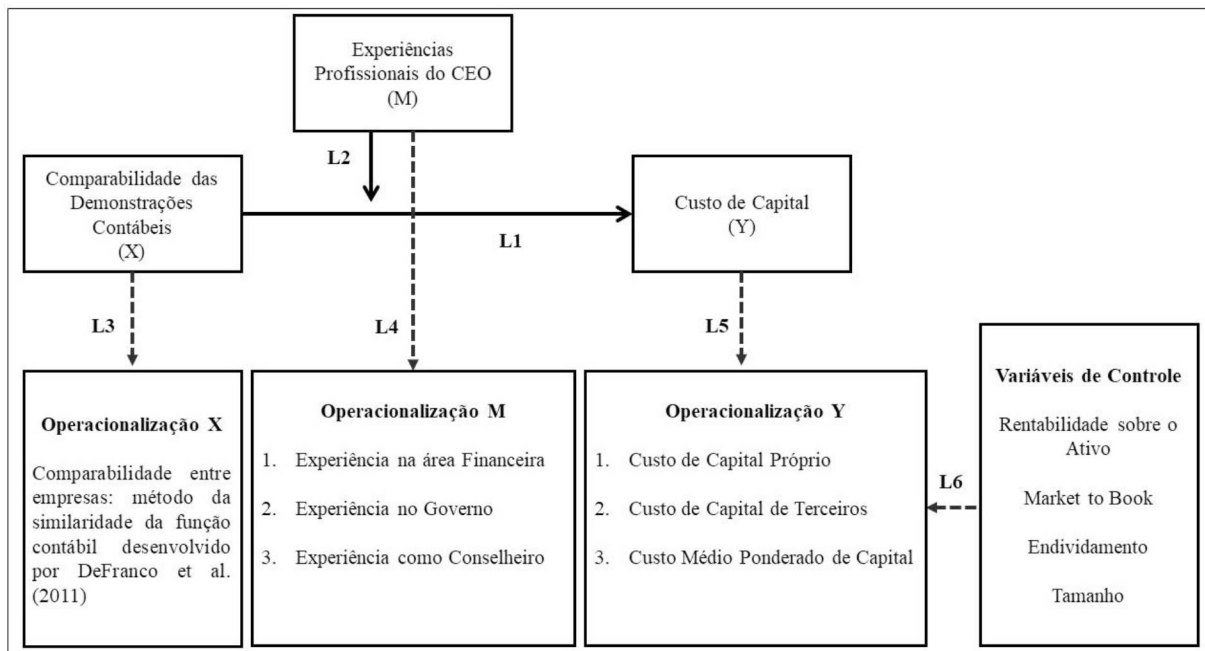 Experiências
Profissionais do CEO
(M)
L2
Comparabilidade das
Demonstrações
Contábeis
(X)
Custo de Capital
(Y)
L1
L3
L4
L5
Operacionalização X
Comparabilidade entre
empresas: método da
similaridade da função
contábil desenvolvido
por DeFranco et al.
(2011)
Operacionalização M
1. Experiência na área Financeira
2. Experiência no Governo
3. Experiência como Conselheiro
Operacionalização Y
1. Custo de Capital Próprio
2. Custo de Capital de Terceiros
3. Custo Médio Ponderado de Capital
L6
Variáveis de Controle
Rentabilidade sobre o
Ativo
Market to Book
Endividamento
Tamanho